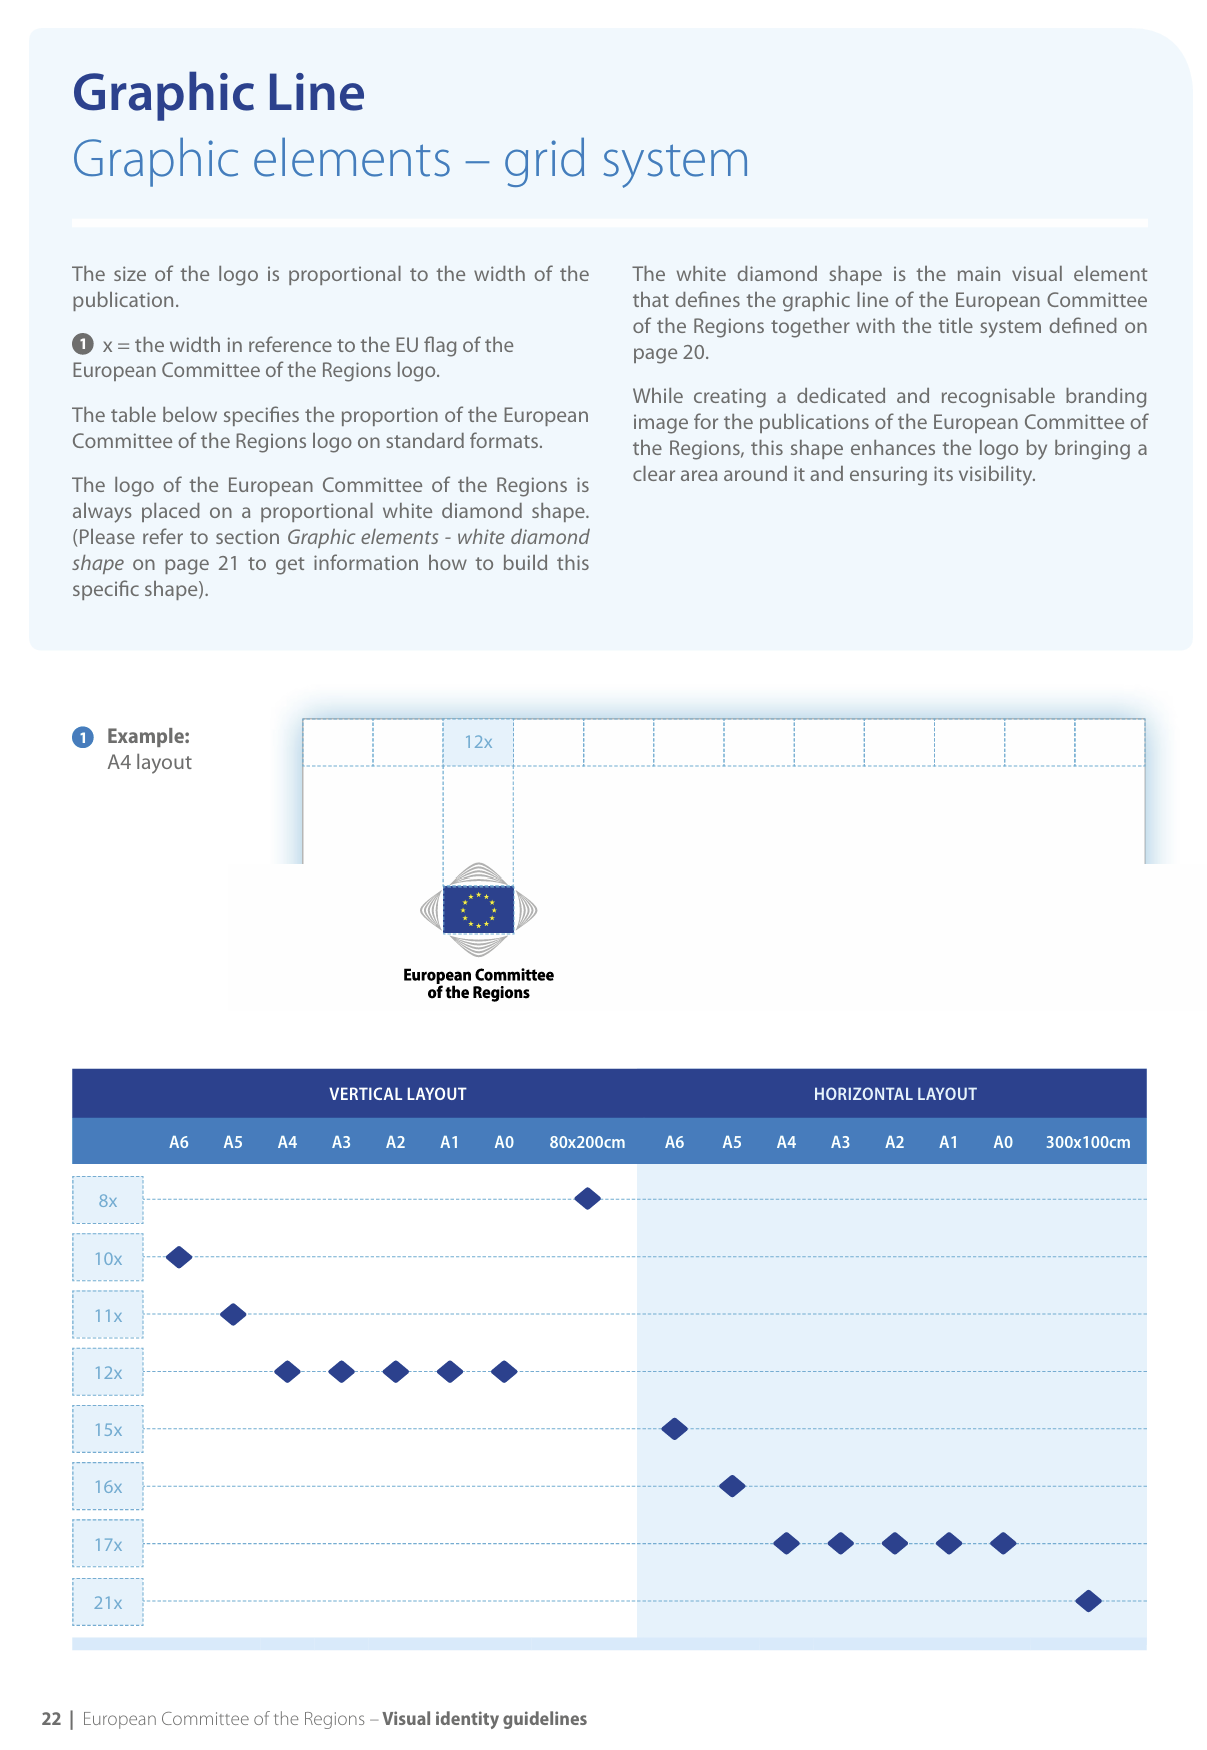 Graphic Line
Graphic elements – grid system
The size of the logo is proportional to the width of the
publication.
1 x = the width in reference to the EU flag of the
European Committee of the Regions logo.
The table below specifies the proportion of the European
Committee of the Regions logo on standard formats.
The logo of the European Committee of the Regions is
always placed on a proportional white diamond shape.
(Please refer to section Graphic elements - white diamond
shape on page 21 to get information how to build this
specific shape).
The white diamond shape is the main visual element
that defines the graphic line of the European Committee
of the Regions together with the title system defined on
page 20.
While creating a dedicated and recognisable branding
image for the publications of the European Committee of
the Regions, this shape enhances the logo by bringing a
clear area around it and ensuring its visibility.
1 Example:
A4 layout
12x
European Committee
of the Regions
VERTICAL LAYOUT HORIZONTAL LAYOUT
A6 A5 A4 A3 A2 A1 A0 80x200cm A6 A5 A4 A3 A2 A1 A0 300x100cm
8x
10x
11x
12x
15x
16x
17x
21x
22 | European Committee of the Regions – Visual identity guidelines